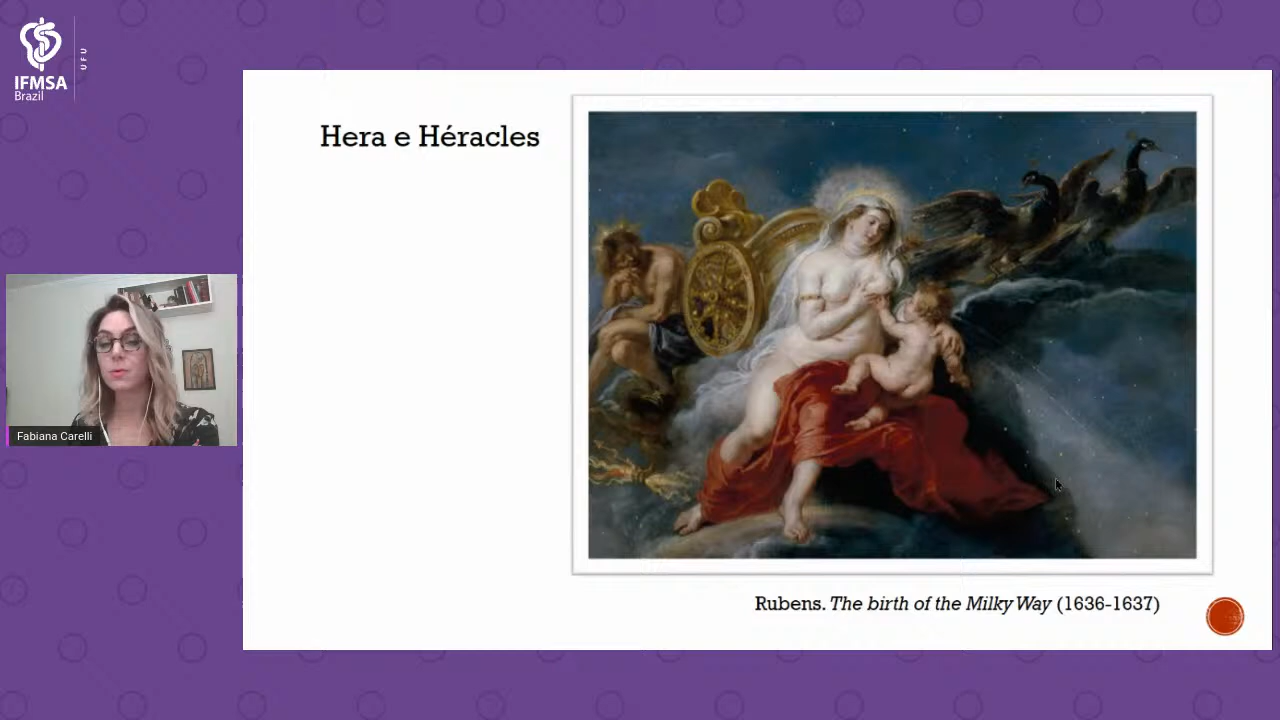 IFMSA
Brazil
UFU
Hera e Héracles
Fabiana Carelli
Rubens. The birth of the Milky Way (1636-1637)